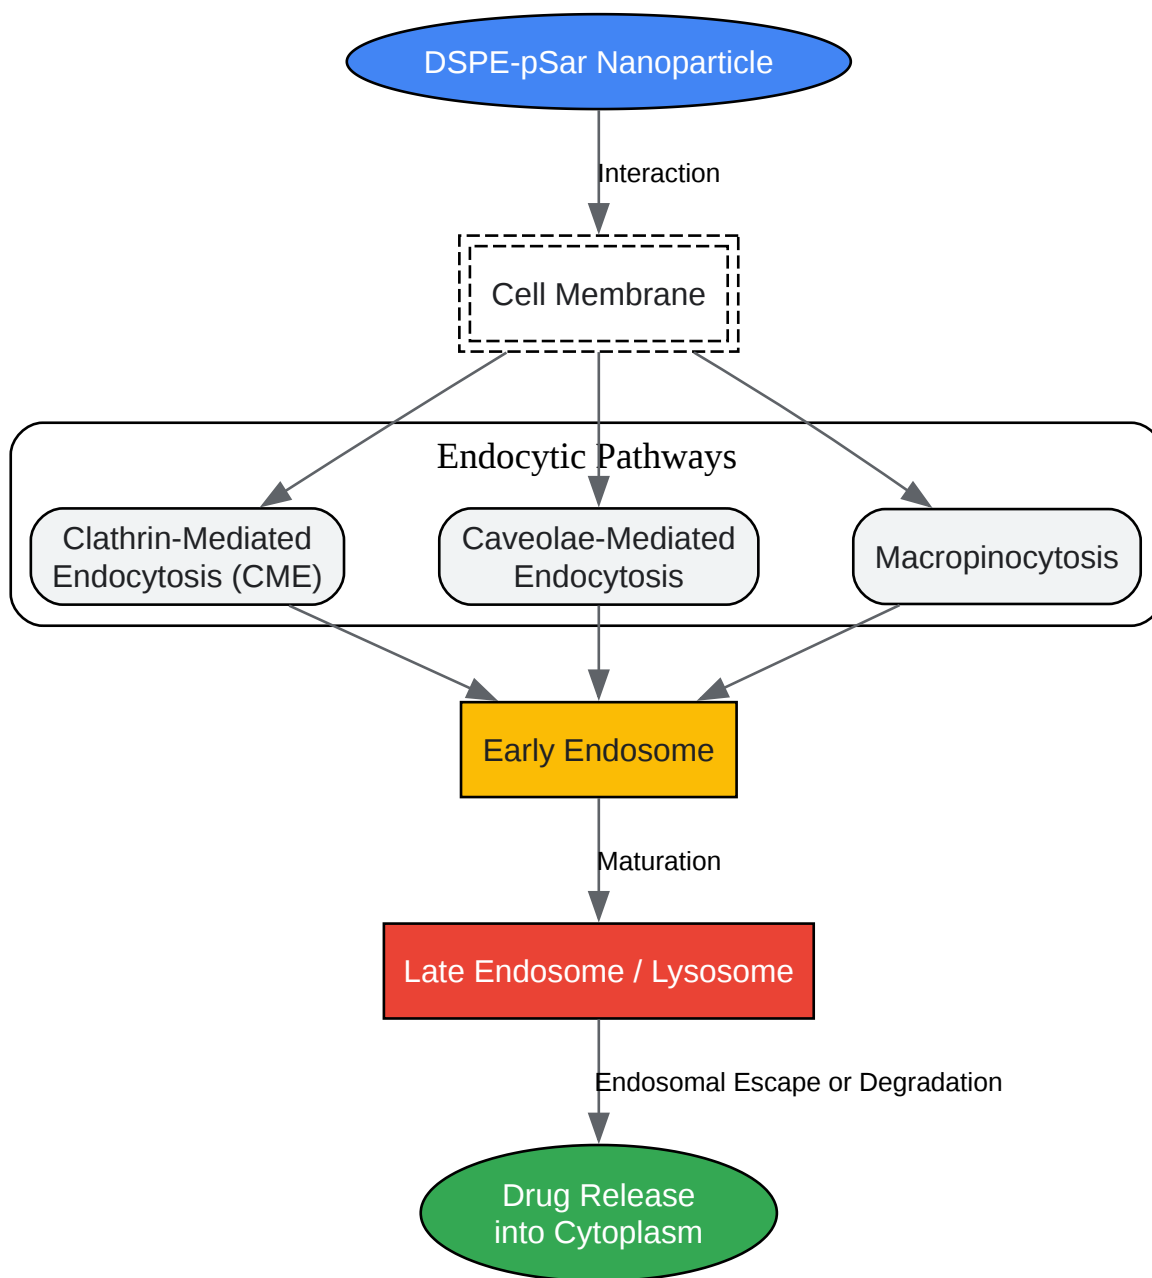 DSPE-pSar Nanoparticle
Interaction
Cell Membrane
Endocytic Pathways
Clathrin-Mediated
Endocytosis (CME)
Caveolae-Mediated
Endocytosis
Macropinocytosis
Early Endosome
Maturation
Late Endosome / Lysosome
Endosomal Escape or Degradation
Drug Release
into Cytoplasm